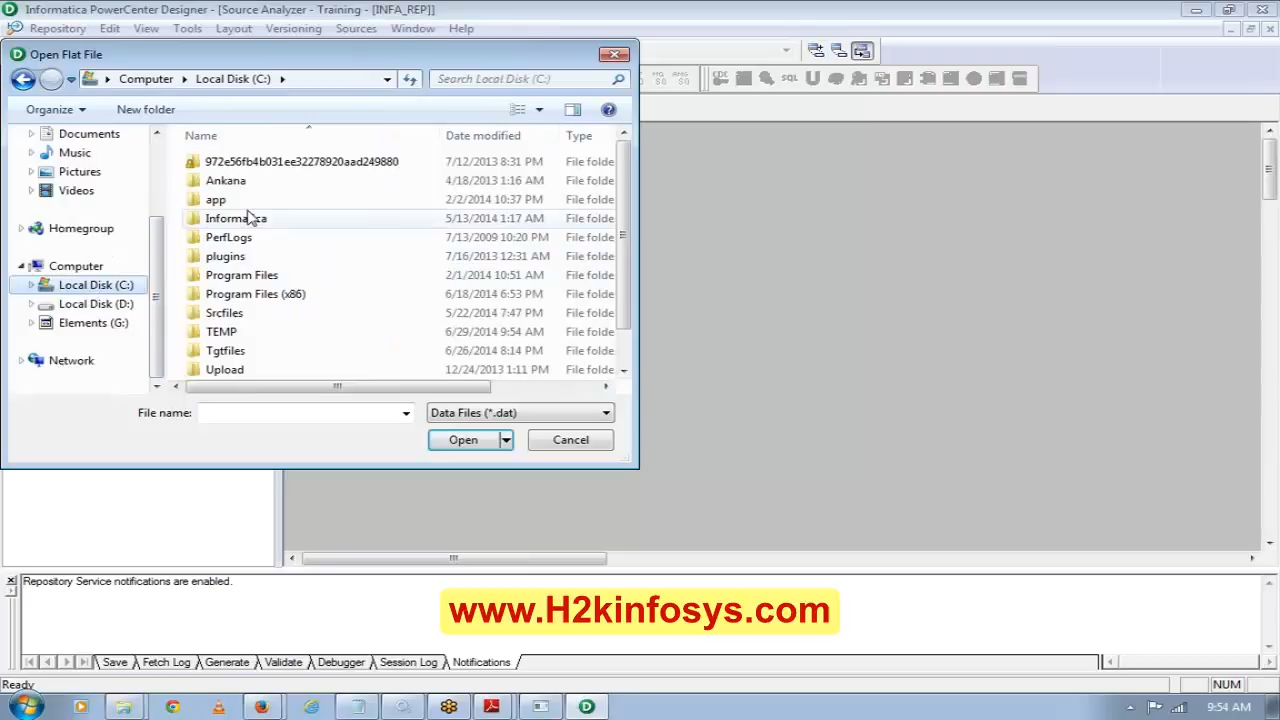 Informatica PowerCenter Designer - [Source Analyzer - Training - [INFA_REP]]
Repository Edit View Tools Layout Versioning Sources Window Help
Open Flat File
Computer Local Disk (C:) Search Local Disk (C:)
Organize New folder
Name Date modified Type
Documents
Music
Pictures
Videos
Homegroup
Computer
Local Disk (C:)
Local Disk (D:)
Elements (G:)
Network
972e56fb4b031ee32278920aad249880 7/12/2013 8:31 PM File folde
Ankana 4/18/2013 1:16 AM File folde
app 2/2/2014 10:37 PM File folde
Informatica 5/13/2014 1:17 AM File folde
PerfLogs 7/13/2009 10:20 PM File folde
plugins 7/16/2013 12:31 AM File folde
Program Files 2/1/2014 10:51 AM File folde
Program Files (x86) 6/18/2014 6:53 PM File folde
Srcfiles 5/22/2014 7:47 PM File folde
TEMP 6/29/2014 9:54 AM File folde
Tgtfiles 6/26/2014 8:14 PM File folde
Upload 12/24/2013 1:11 PM File folde
File name: Data Files (*.dat)
Open Cancel
SQL
Repository Service notifications are enabled.
www.H2kinfosys.com
Save Fetch Log Generate Validate Debugger Session Log Notifications
Ready NUM
9:54 AM